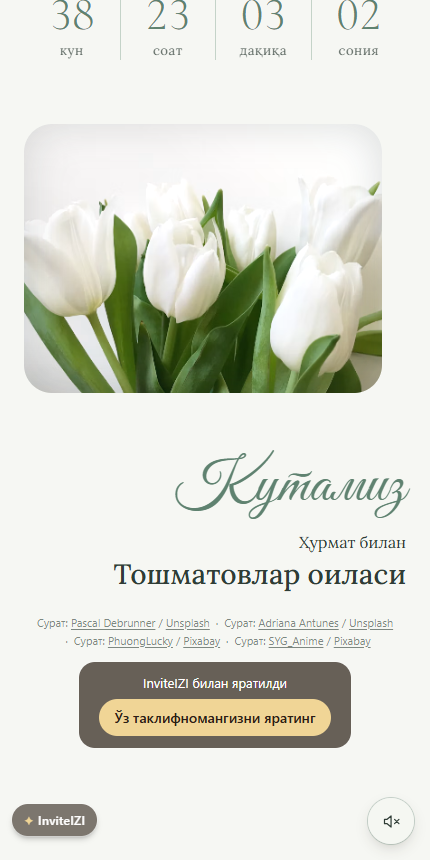 38 23 03 02
кун соат дақиқа сония
Кутамиз
Ҳурмат билан
Тошматовлар оиласи
Сурат: Pascal Debrunner / Unsplash · Сурат: Adriana Antunes / Unsplash
· Сурат: PhuongLucky / Pixabay · Сурат: SYG_Anime / Pixabay
InviteIZI билан яратилди
Ўз таклифномангизни яратинг
✦ InviteIZI